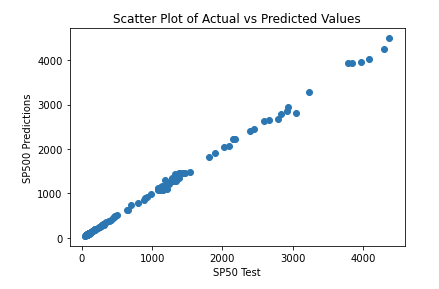 Scatter Plot of Actual vs Predicted Values
SP500 Predictions
4000
3000
2000
1000
0
0 1000 2000 3000 4000
SP50 Test